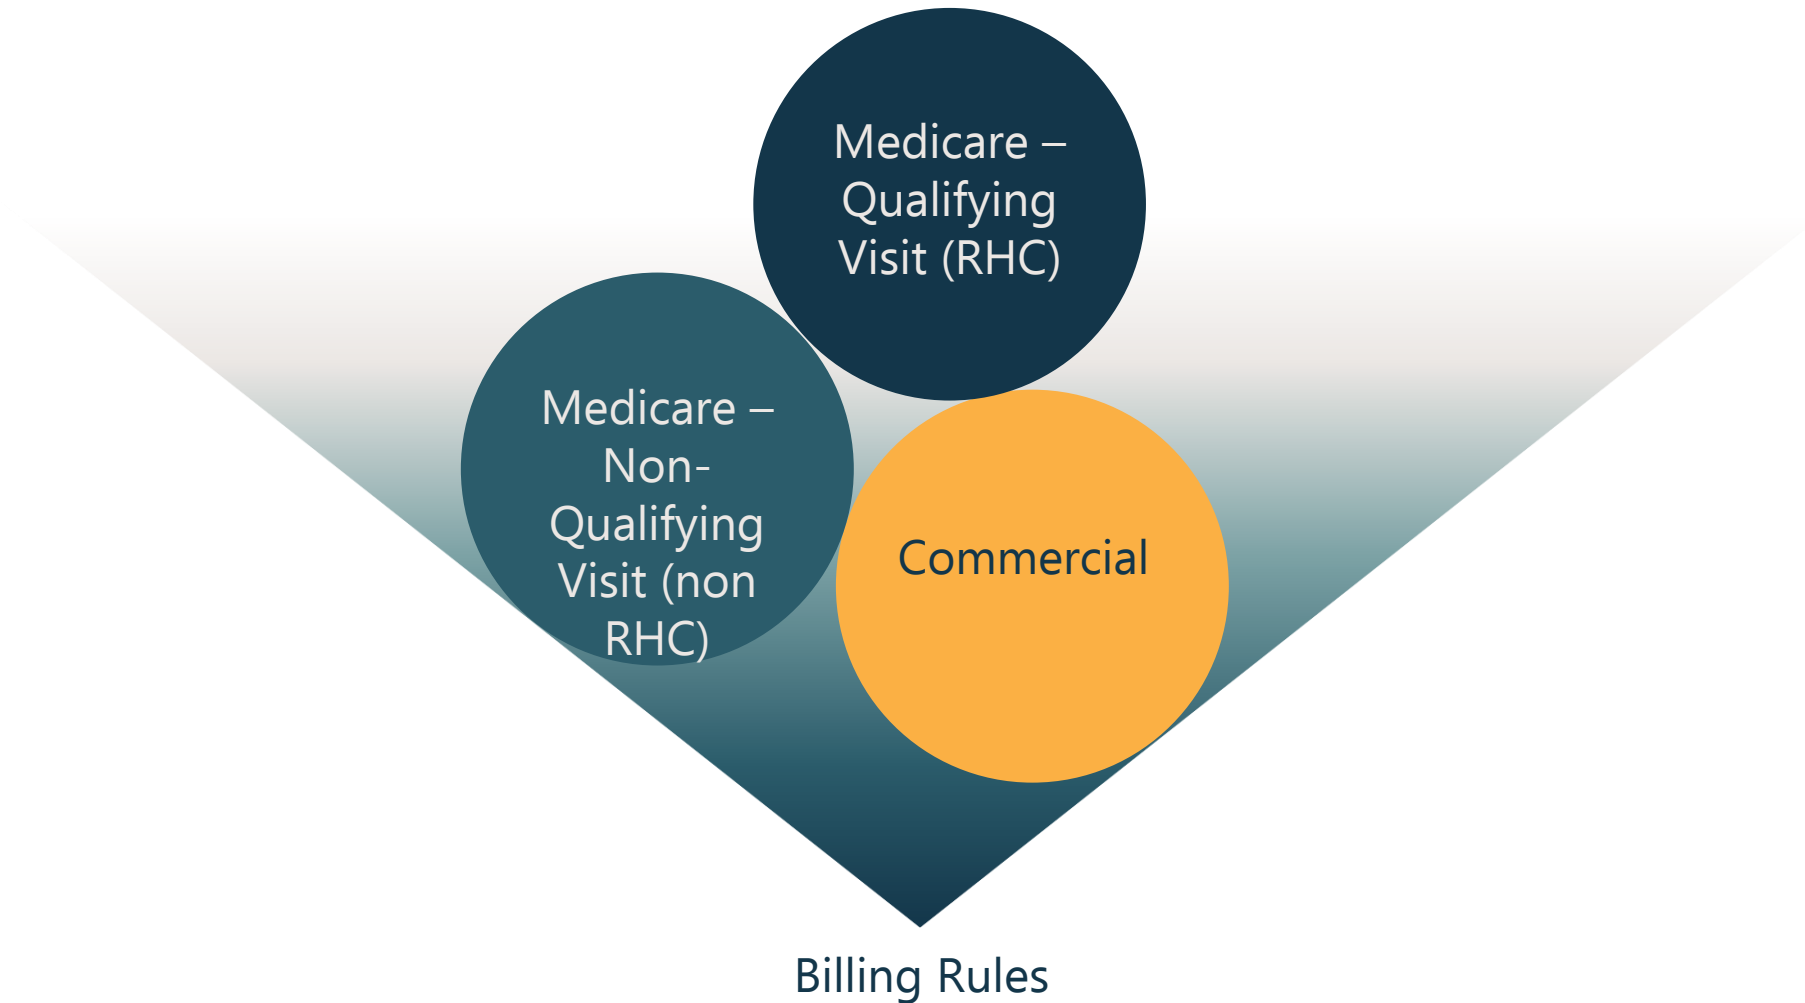 Medicare –
Qualifying
Visit (RHC)
Medicare –
Non-
Qualifying
Visit (non
RHC)
Commercial
Billing Rules